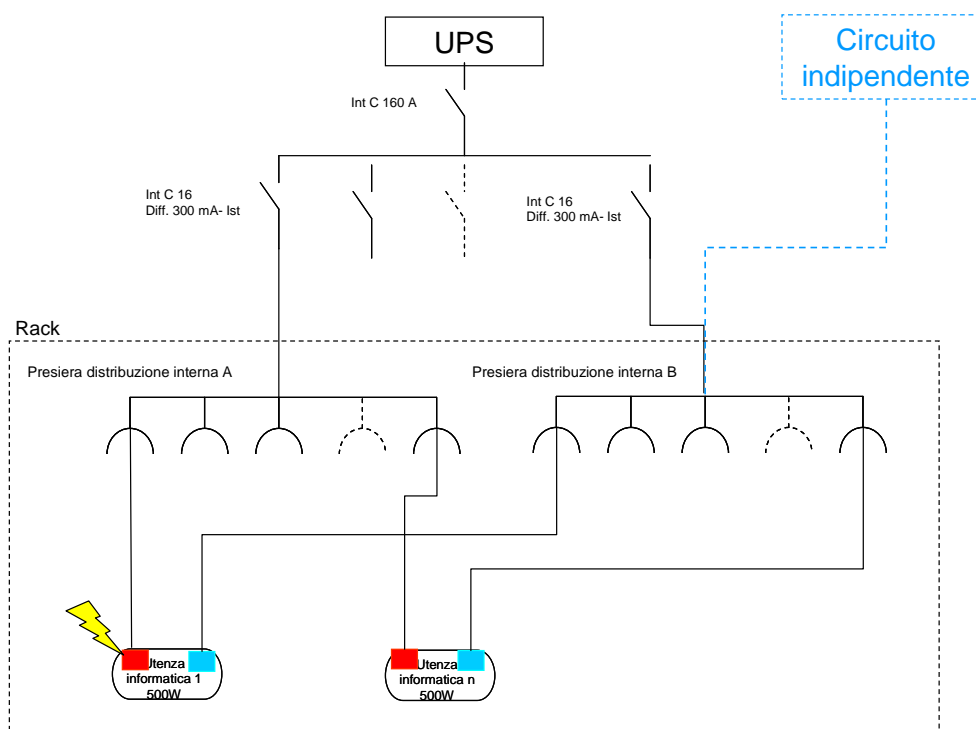 UPS
Circuito
indipendente
Int C 160 A
Int C 16
Diff. 300 mA- Ist
Int C 16
Diff. 300 mA- Ist
Rack
Presiera distribuzione interna A
Presiera distribuzione interna B
Utenza
informatica 1
500W
Utenza
informatica n
500W